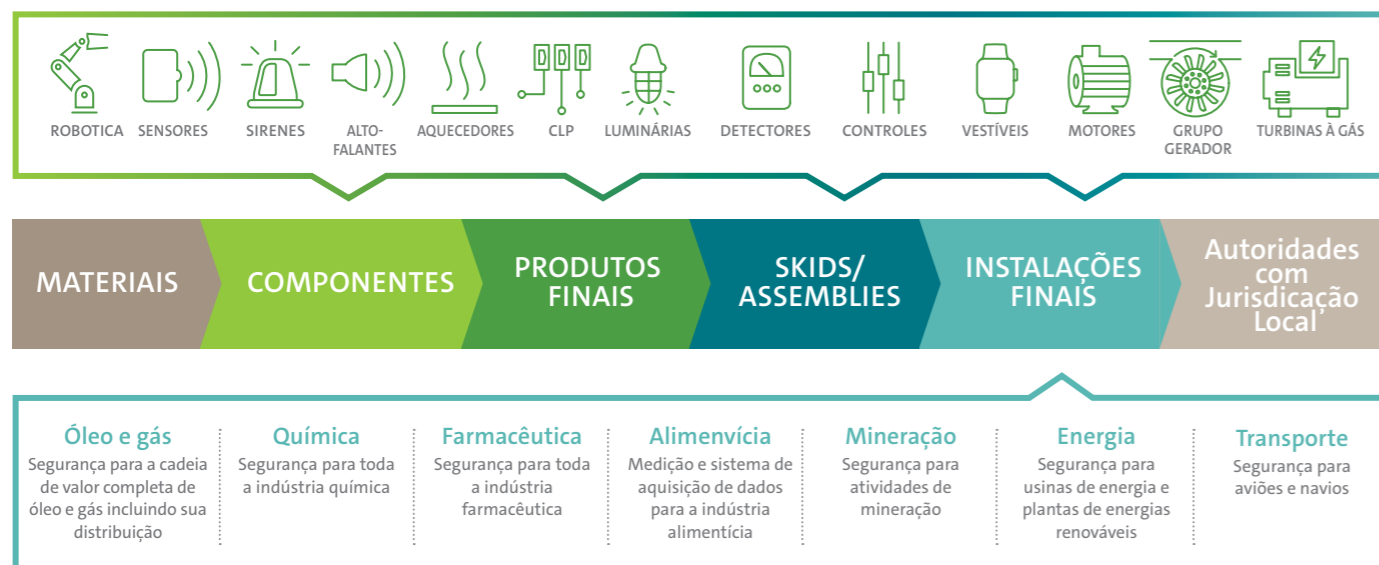 ROBOTICA
SENSORES
SIRENES
ALTO-
FALANTES
AQUECEDORES
CLP
LUMINÁRIAS
DETECTORES
CONTROLES
VESTÍVEIS
MOTORES
GRUPO
GERADOR
TURBINAS À GÁS
MATERIAIS
COMPONENTES
PRODUTOS
FINAIS
SKIDS/
ASSEMBLIES
INSTALAÇÕES
FINAIS
Autoridades
com
Jurisdicação
Local
Óleo e gás
Segurança para a cadeia
de valor completa de
óleo e gás incluindo sua
distribuição
Química
Segurança para toda
a indústria química
Farmacêutica
Segurança para toda
a indústria
farmacêutica
Alimenvícia
Medição e sistema de
aquisição de dados
para a indústria
alimentícia
Mineração
Segurança para
atividades de
mineração
Energia
Segurança para
usinas de energia e
plantas de energias
renováveis
Transporte
Segurança para
aviões e navios